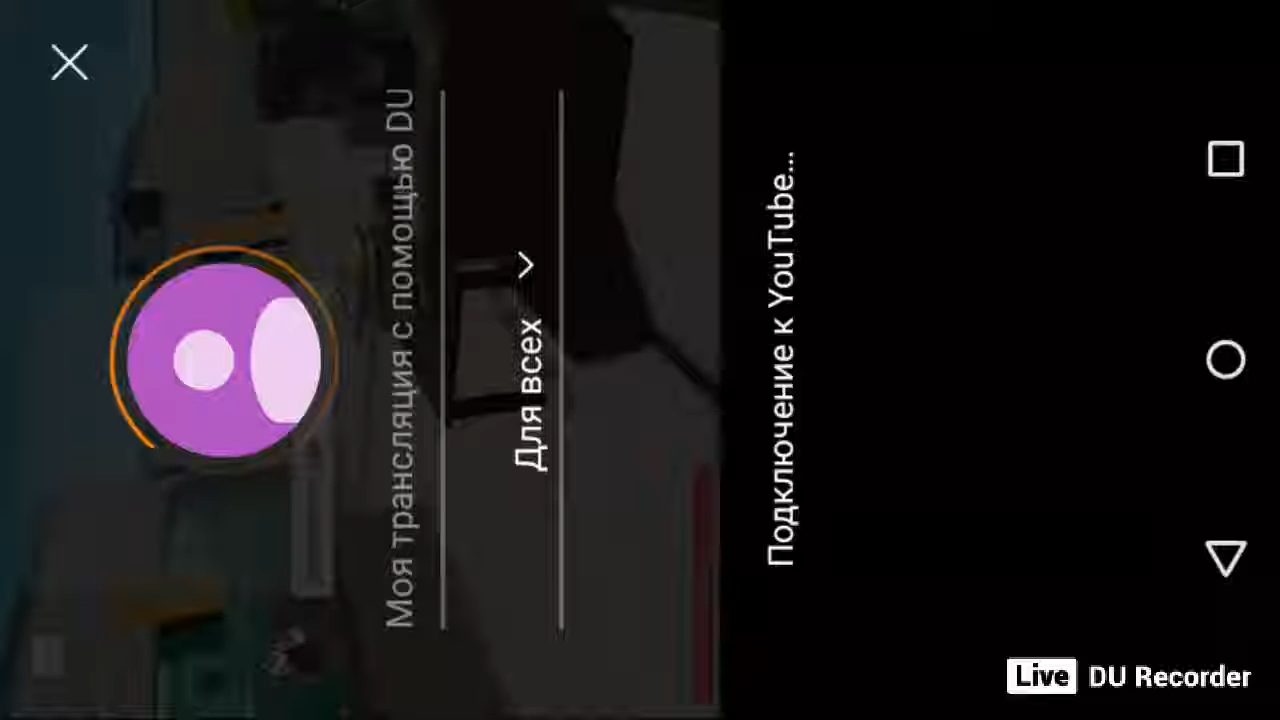 Моя трансляция с помощью DU
Для всех
Подключение к YouTube...
Live DU Recorder